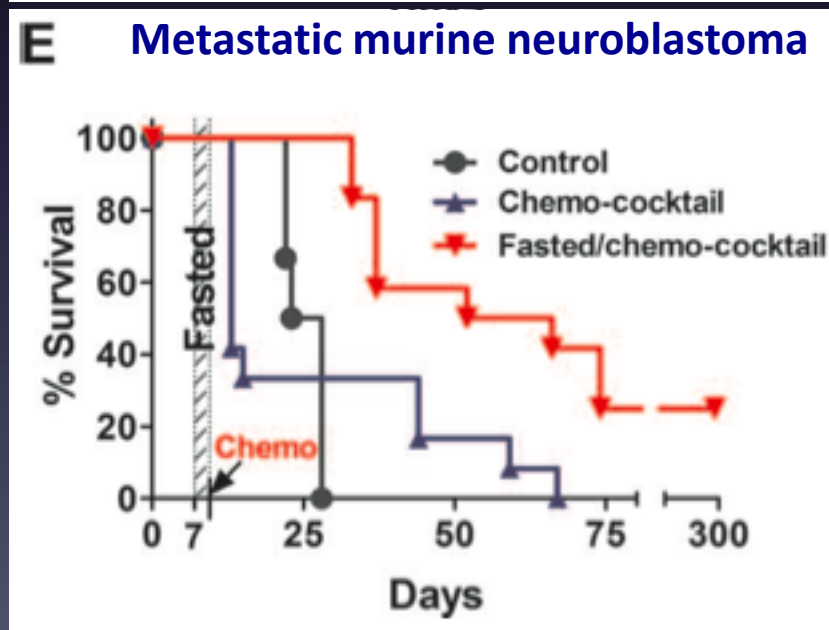 E Metastatic murine neuroblastoma
100
80
60
40
20
0
% Survival
Fasted
Chemo
Control
Chemo-cocktail
Fasted/chemo-cocktail
0 7 25 50 75 300
Days